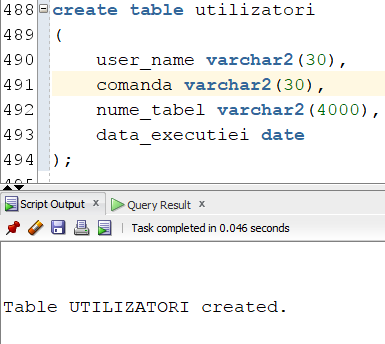 488 create table utilizatori
489 (
490 user_name varchar2(30),
491 comanda varchar2(30),
492 nume_tabel varchar2(4000),
493 data_executiei date
494 );
Script Output x Query Result x
Task completed in 0.046 seconds
Table UTILIZATORI created.